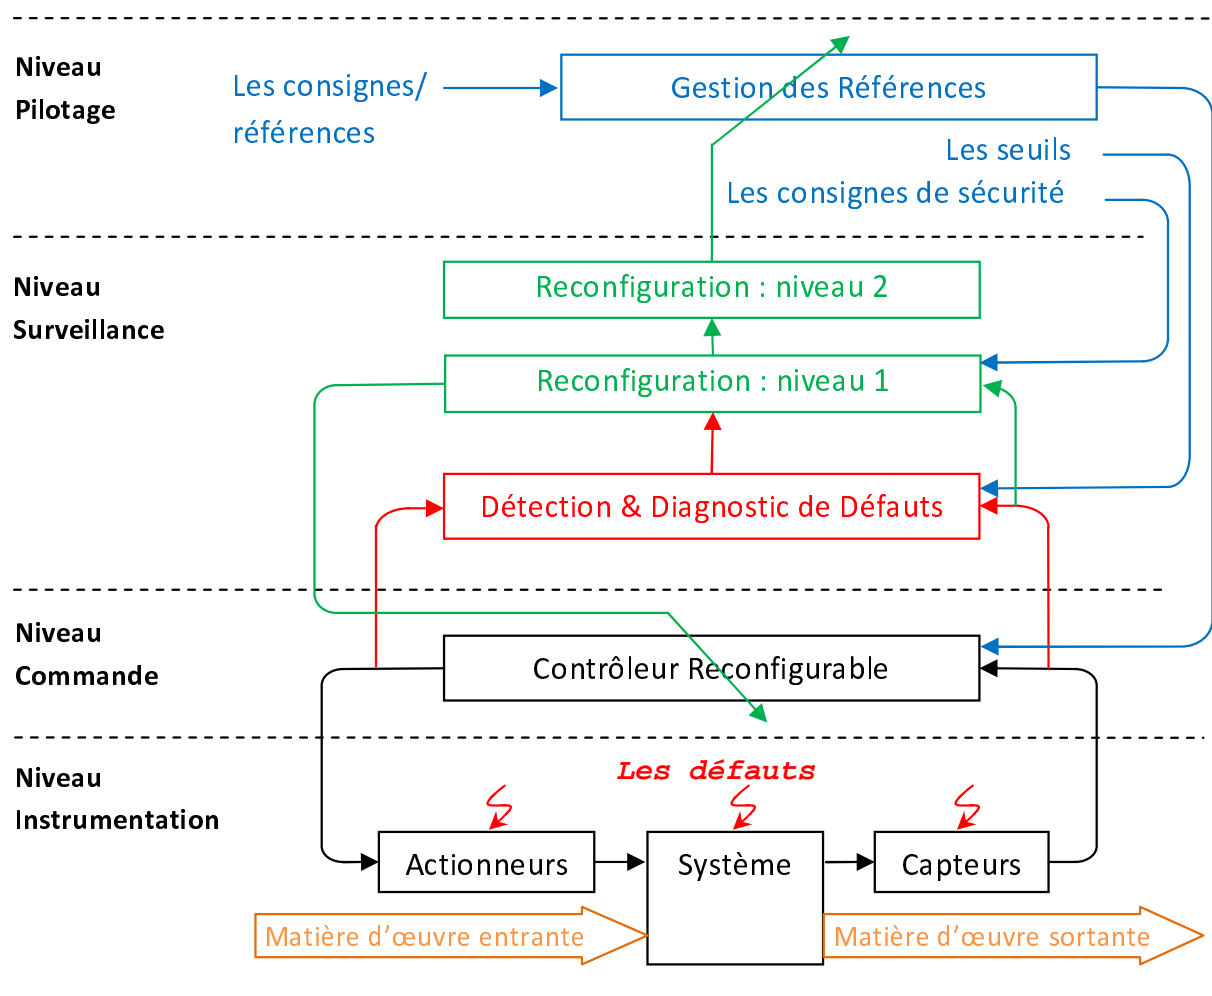 Niveau
Pilotage
Les consignes/
références
Gestion des Références
Les seuils
Les consignes de sécurité
Niveau
Surveillance
Reconfiguration : niveau 2
Reconfiguration : niveau 1
Détection & Diagnostic de Défauts
Niveau
Commande
Contrôleur Reconfigurable
Niveau
Instrumentation
Les défauts
Actionneurs
Système
Capteurs
Matière d’œuvre entrante
Matière d’œuvre sortante